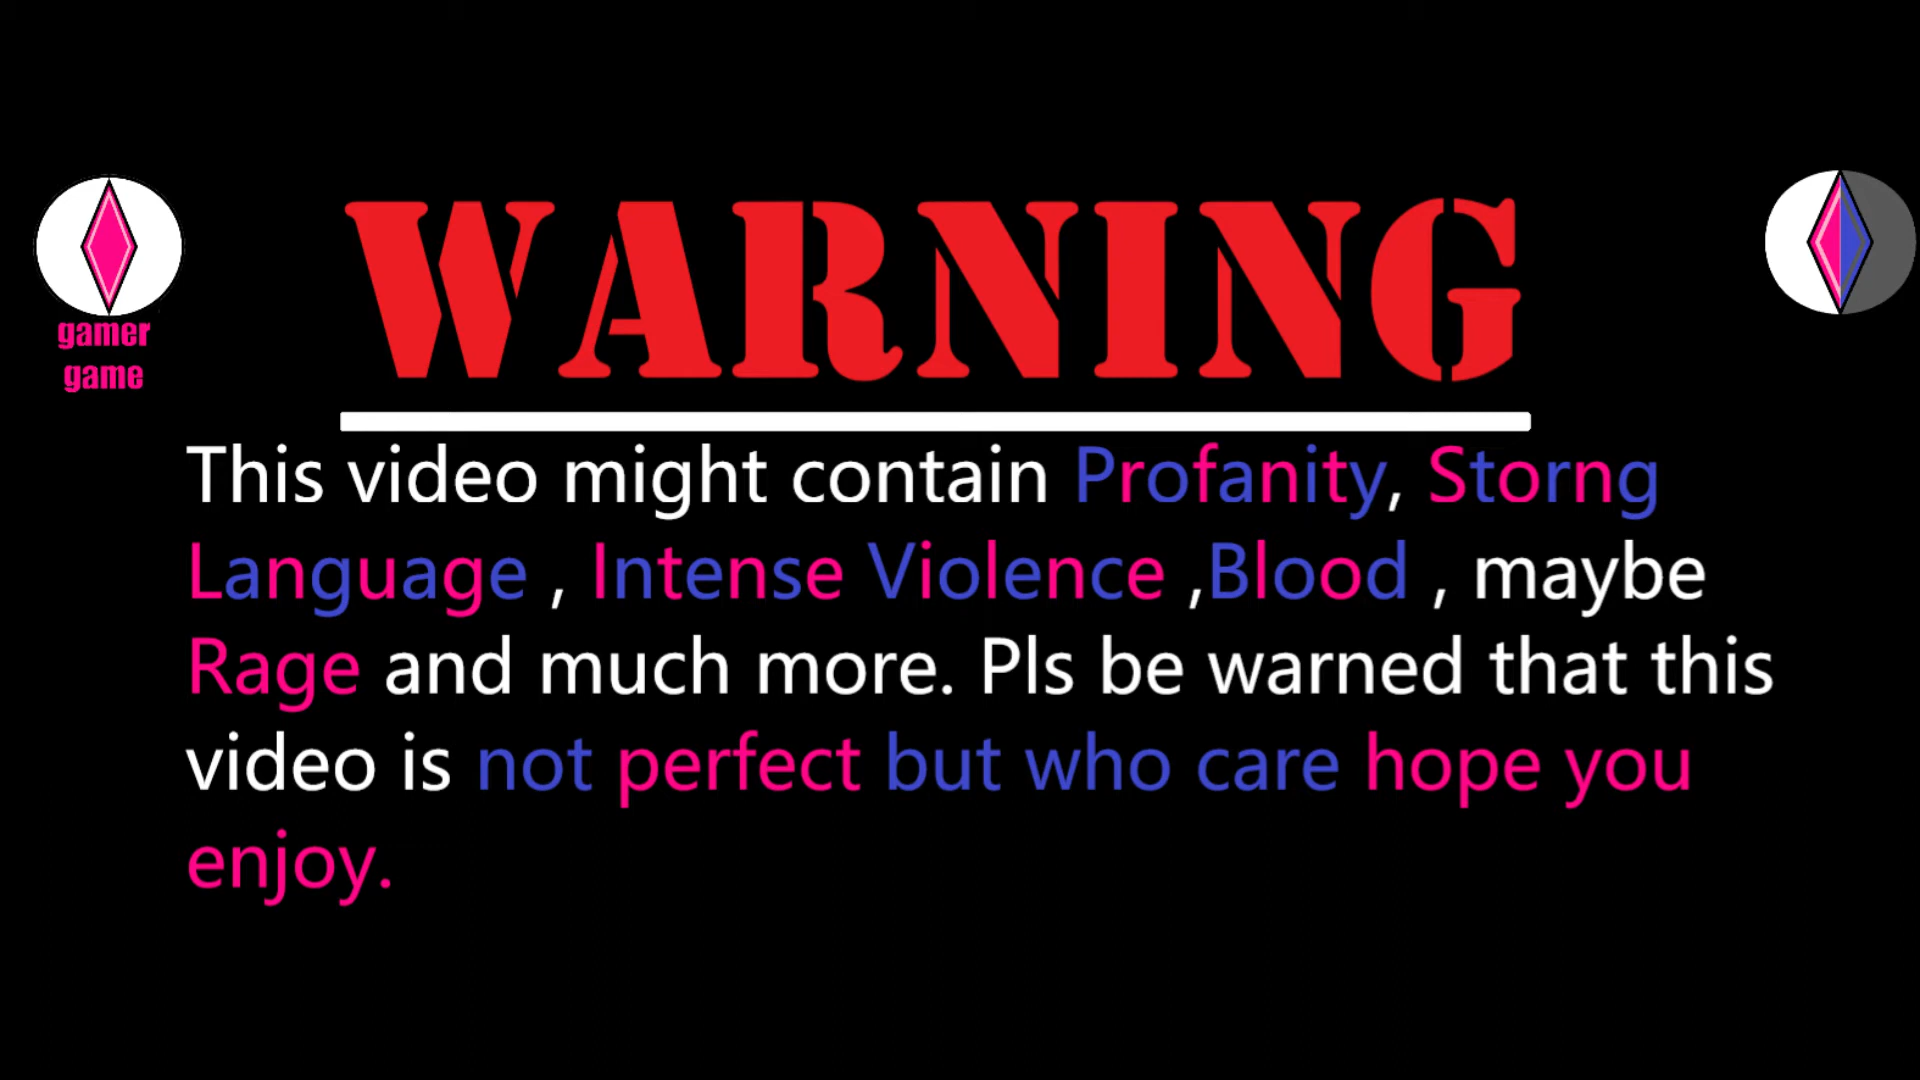 WARNING
gamer
game
This video might contain Profanity, Storng
Language , Intense Violence ,Blood , maybe
Rage and much more. Pls be warned that this
video is not perfect but who care hope you
enjoy.